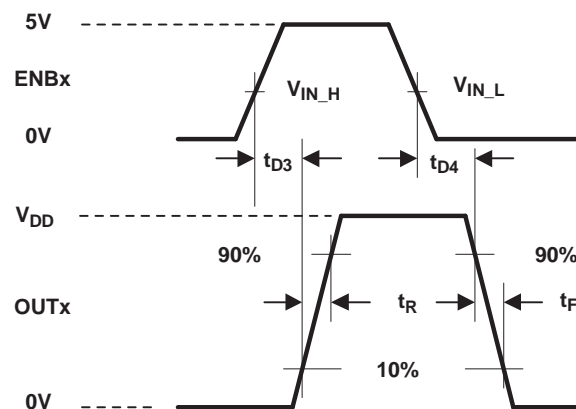 5V
ENBx
V_IN_H
V_IN_L
0V
t_D3
t_D4
V_DD
90%
90%
OUTx
t_R
t_F
10%
0V